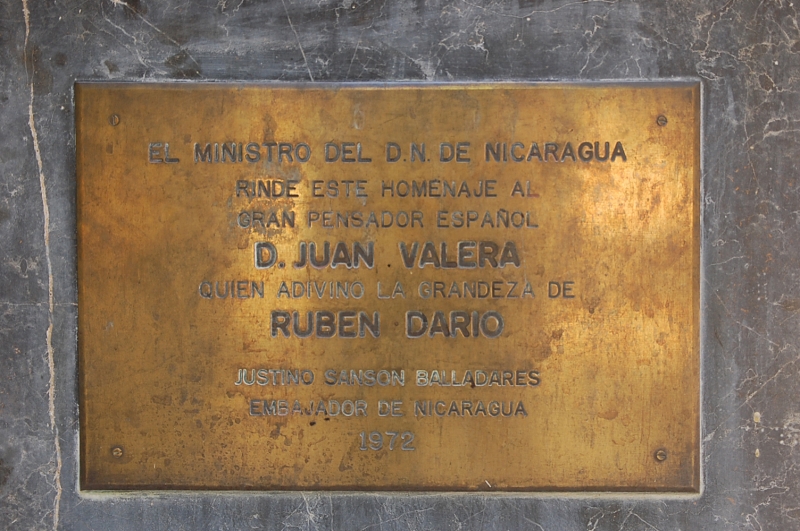 EL MINISTRO DEL D.N. DE NICARAGUA
RINDE ESTE HOMENAJE AL
GRAN PENSADOR ESPAÑOL
D. JUAN VALERA
QUIEN ADIVINO LA GRANDEZA DE
RUBEN DARIO
JUSTINO SANSON BALLADARES
EMBAJADOR DE NICARAGUA
1972